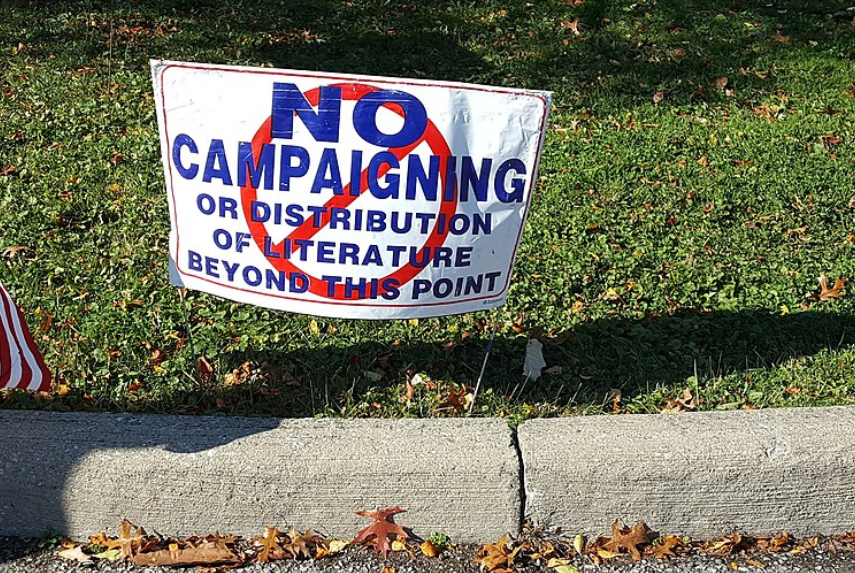 NO
CAMPAIGNING
OR DISTRIBUTION
OF LITERATURE
BEYOND THIS POINT